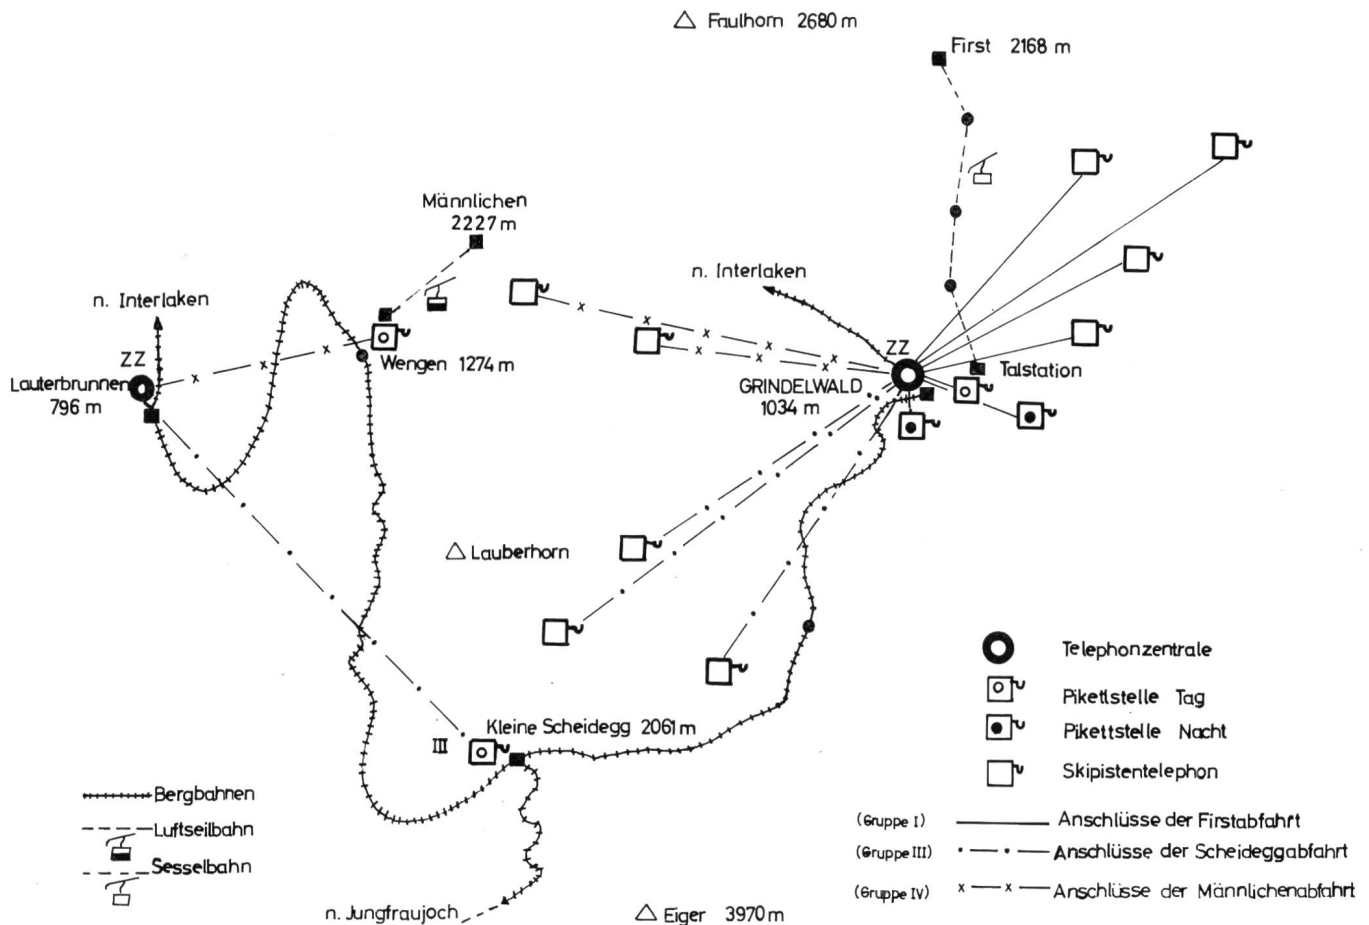 Faulhorn 2680 m
First 2168 m
Männlichen
2227 m
n. Interlaken
n. Interlaken
ZZ
ZZ
Wengen 1274 m
Lauterbrunnen
796 m
GRINDELWALD
1034 m
Talstation
Lauberhorn
Kleine Scheidegg 2061 m
III
n. Jungfraujoch
Eiger 3970 m
Bergbahnen
Luftseilbahn
Sesselbahn
Telephonzentrale
Pikettstelle Tag
Pikettstelle Nacht
Skipistentelephon
(Gruppe I) Anschlüsse der Firstabfahrt
(Gruppe III) Anschlüsse der Scheideggabfahrt
(Gruppe IV) Anschlüsse der Männlichenabfahrt